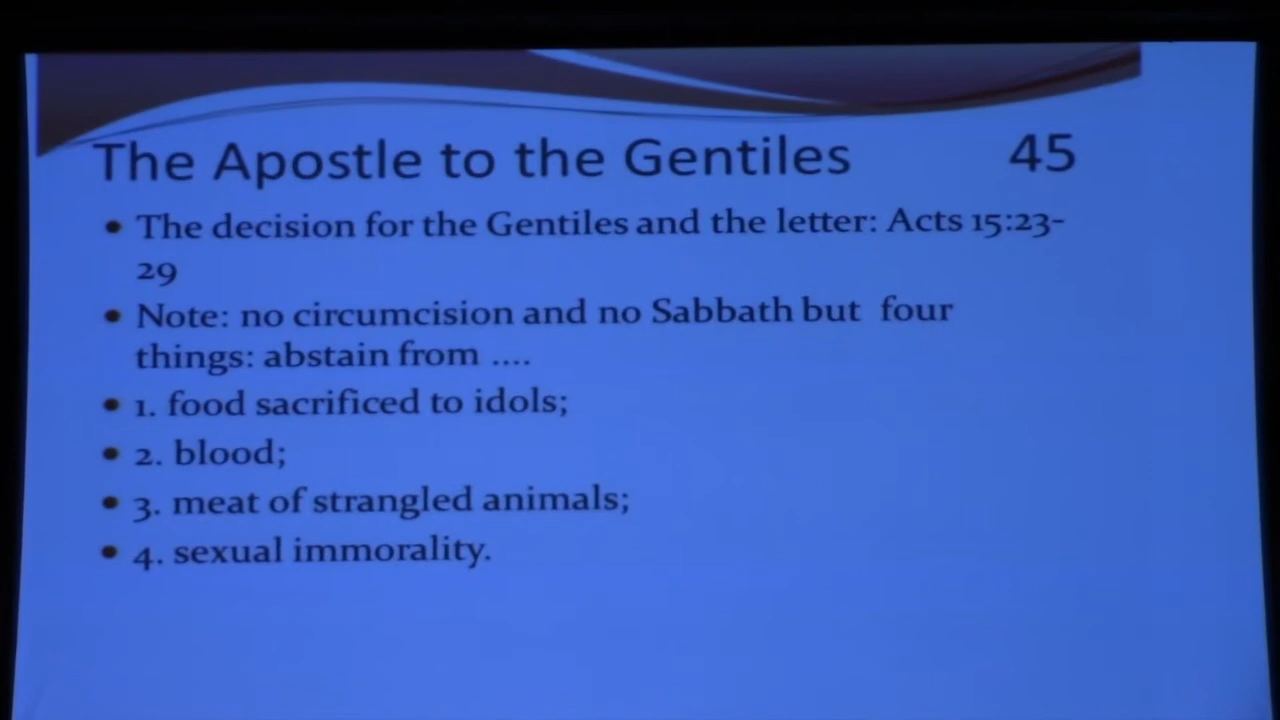 The Apostle to the Gentiles 45
• The decision for the Gentiles and the letter: Acts 15:23-
29
• Note: no circumcision and no Sabbath but four
things: abstain from ....
• 1. food sacrificed to idols;
• 2. blood;
• 3. meat of strangled animals;
• 4. sexual immorality.